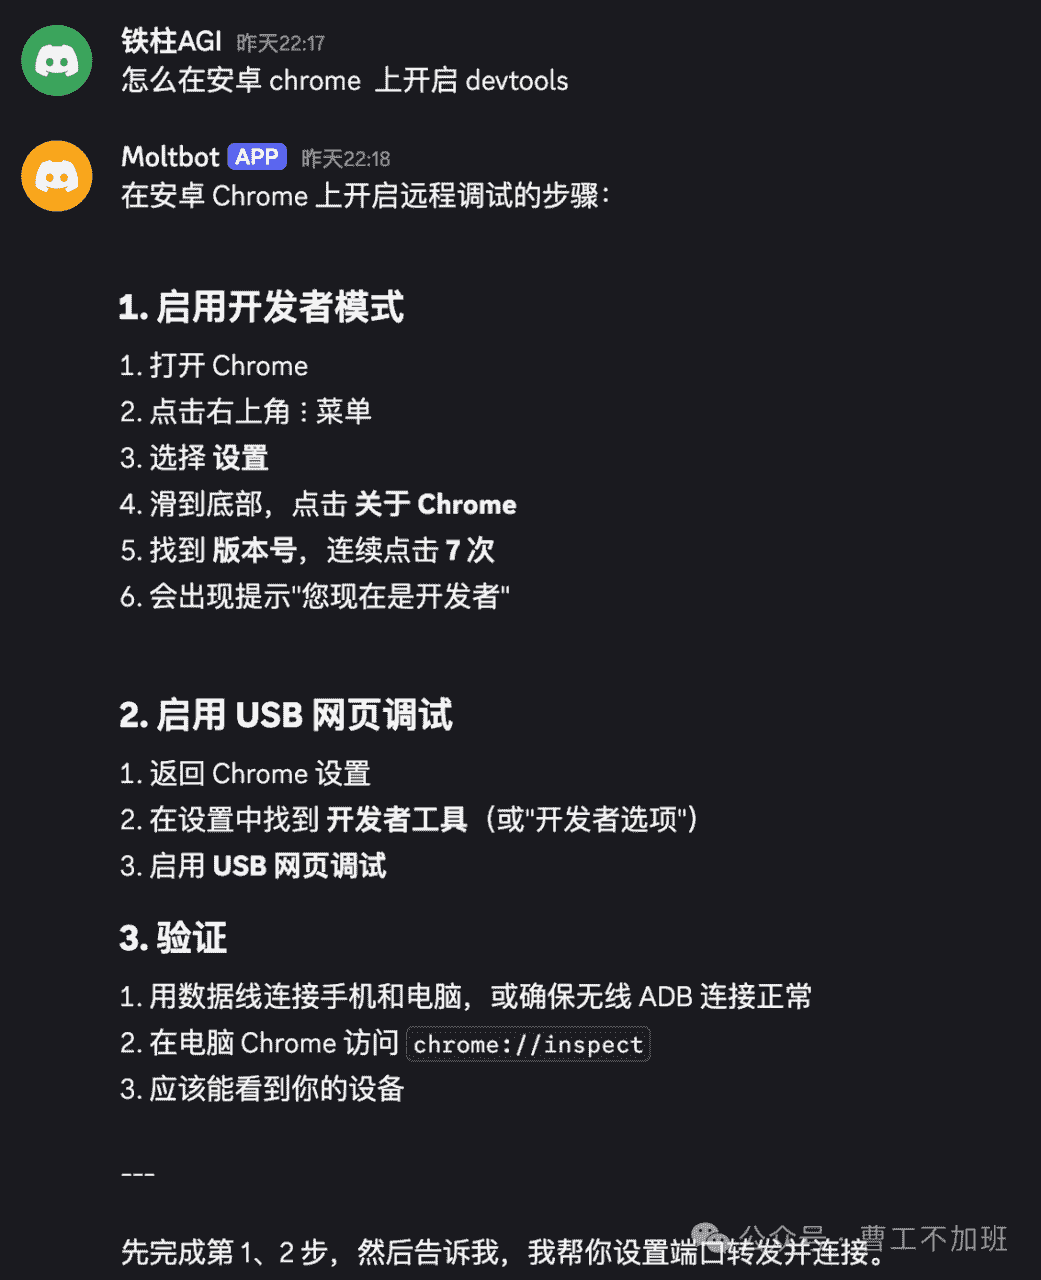 铁柱AGI 昨天22:17
怎么在安卓 chrome 上开启 devtools
Moltbot APP 昨天22:18
在安卓 Chrome 上开启远程调试的步骤：
1. 启用开发者模式
1. 打开 Chrome
2. 点击右上角 ⋮ 菜单
3. 选择 设置
4. 滑到底部，点击 关于 Chrome
5. 找到 版本号，连续点击 7 次
6. 会出现提示"您现在是开发者"
2. 启用 USB 网页调试
1. 返回 Chrome 设置
2. 在设置中找到 开发者工具（或"开发者选项"）
3. 启用 USB 网页调试
3. 验证
1. 用数据线连接手机和电脑，或确保无线 ADB 连接正常
2. 在电脑 Chrome 访问 chrome://inspect
3. 应该能看到你的设备
---
先完成第 1、2 步，然后告诉我，我帮你设置端口转发并连接。
公众号 · 曹工不加班